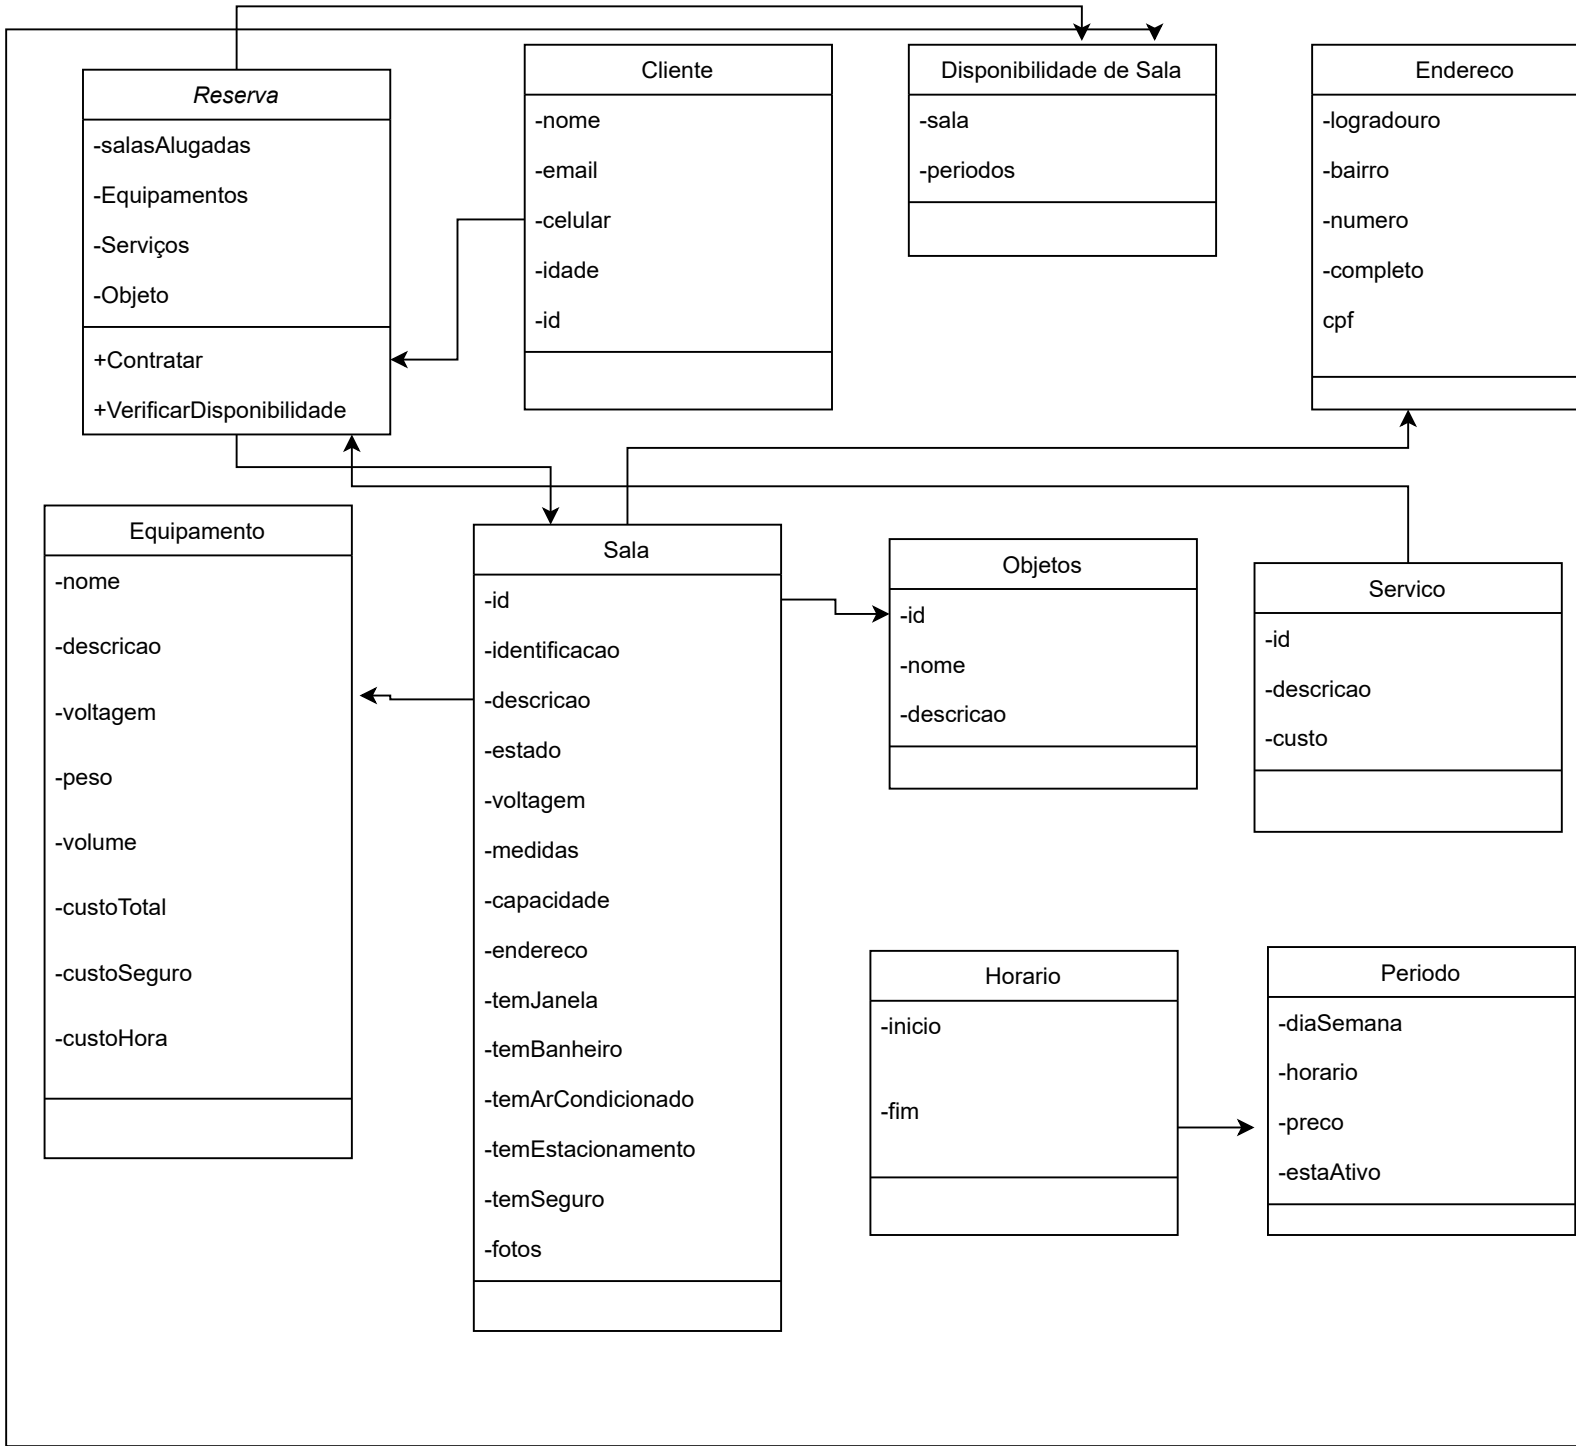 Reserva
-salasAlugadas
-Equipamentos
-Serviços
-Objeto
+Contratar
+VerificarDisponibilidade
Cliente
-nome
-email
-celular
-idade
-id
Disponibilidade de Sala
-sala
-periodos
Endereco
-logradouro
-bairro
-numero
-completo
cpf
Equipamento
-nome
-descricao
-voltagem
-peso
-volume
-custoTotal
-custoSeguro
-custoHora
Sala
-id
-identificacao
-descricao
-estado
-voltagem
-medidas
-capacidade
-endereco
-temJanela
-temBanheiro
-temArCondicionado
-temEstacionamento
-temSeguro
-fotos
Objetos
-id
-nome
-descricao
Servico
-id
-descricao
-custo
Horario
-inicio
-fim
Periodo
-diaSemana
-horario
-preco
-estaAtivo